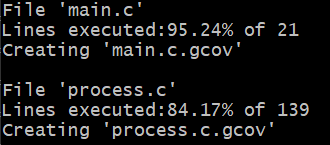 File 'main.c'
Lines executed:95.24% of 21
Creating 'main.c.gcov'

File 'process.c'
Lines executed:84.17% of 139
Creating 'process.c.gcov'